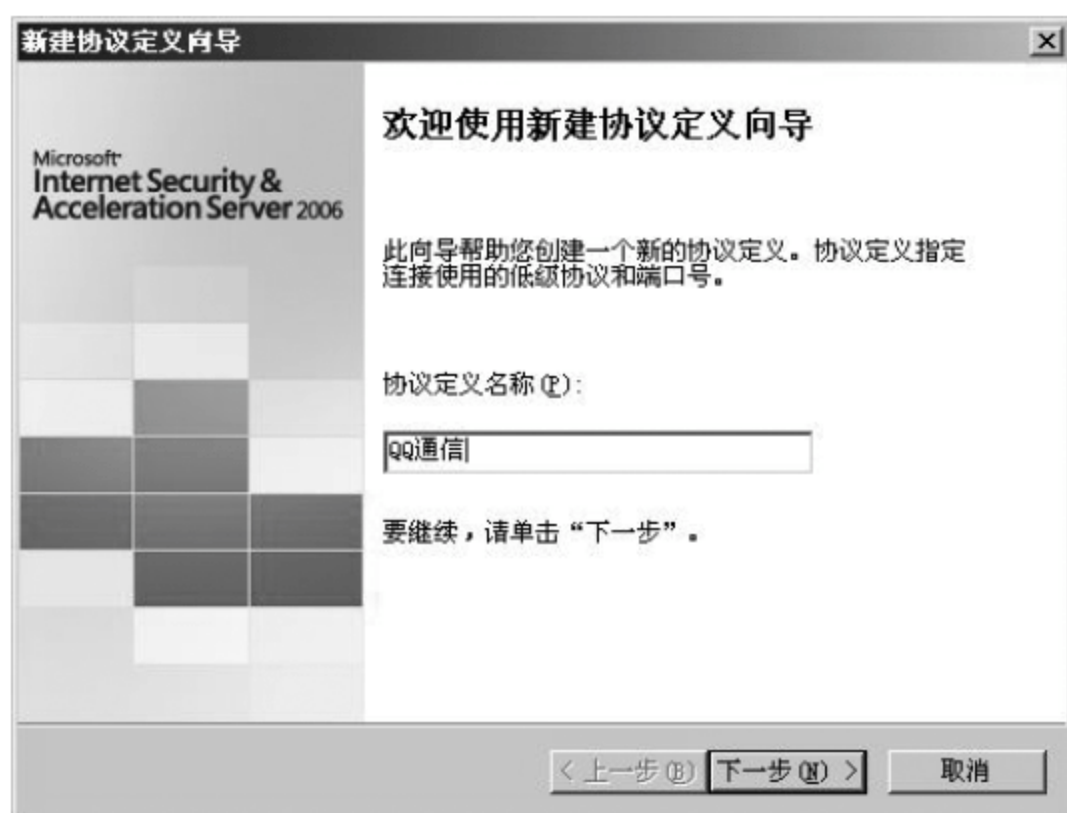 新建协议定义向导
Microsoft
Internet Security &
Acceleration Server 2006
欢迎使用新建协议定义向导
此向导帮助您创建一个新的协议定义。协议定义指定
连接使用的低级协议和端口号。
协议定义名称(P):
QQ通信
要继续,请单击“下一步”。
< 上一步(B) 下一步(N) > 取消